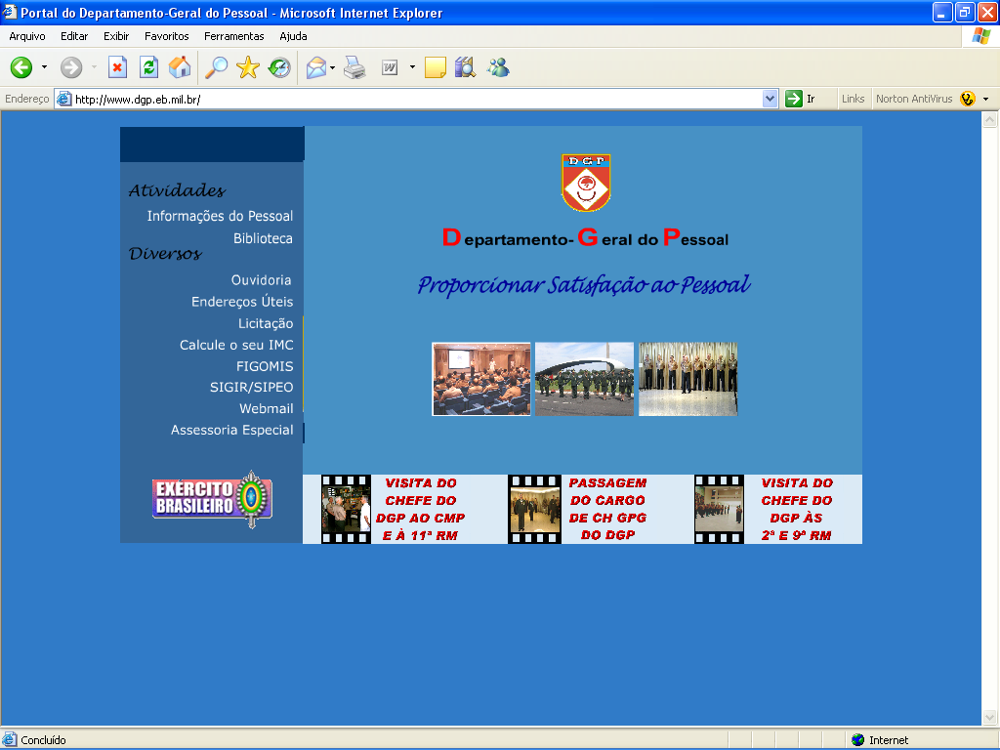 Portal do Departamento-Geral do Pessoal - Microsoft Internet Explorer
Arquivo Editar Exibir Favoritos Ferramentas Ajuda
W
Endereço http://www.dgp.eb.mil.br/ Ir Links Norton AntiVirus
Atividades
Informações do Pessoal
Biblioteca
Diversos
Ouvidoria
Endereços Úteis
Licitação
Calcule o seu IMC
FIGOMIS
SIGIR/SIPEO
Webmail
Assessoria Especial
EXÉRCITO
BRASILEIRO
DGP
Departamento-Geral do Pessoal
Proporcionar Satisfação ao Pessoal
VISITA DO
CHEFE DO
DGP AO CMP
E À 11ª RM
PASSAGEM
DO CARGO
DE CH GPG
DO DGP
VISITA DO
CHEFE DO
DGP ÀS
2ª E 9ª RM
Concluído Internet